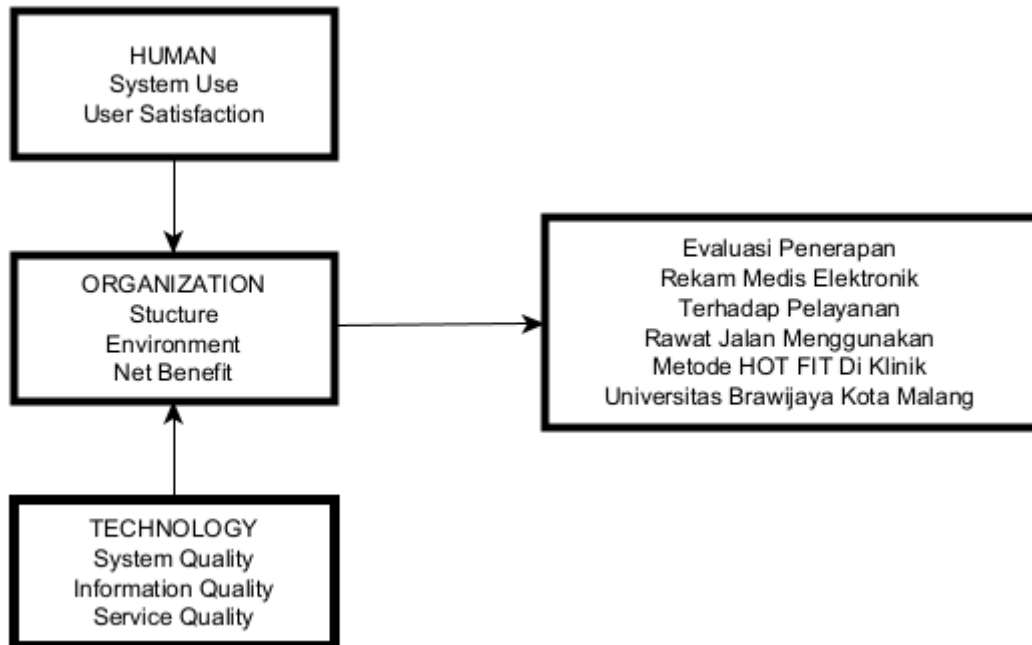 HUMAN
System Use
User Satisfaction
ORGANIZATION
Stucture
Environment
Net Benefit
TECHNOLOGY
System Quality
Information Quality
Service Quality
Evaluasi Penerapan
Rekam Medis Elektronik
Terhadap Pelayanan
Rawat Jalan Menggunakan
Metode HOT FIT Di Klinik
Universitas Brawijaya Kota Malang